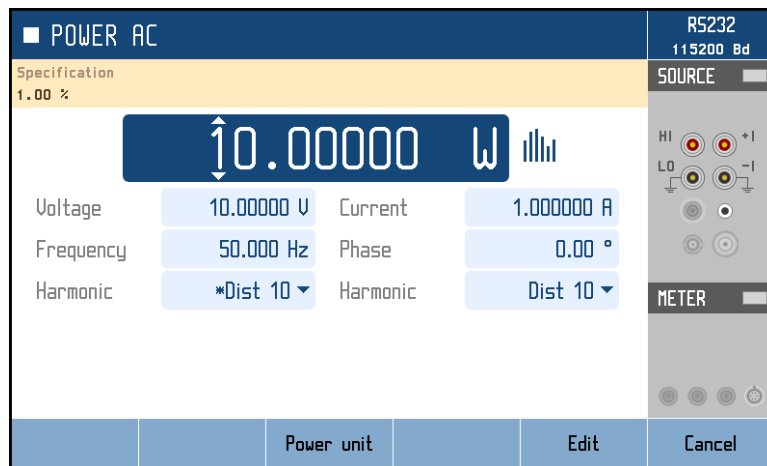 POWER AC
RS232
115200 Bd
Specification
1.00 %
SOURCE
10.00000 W
HI +I
LO -I
Voltage 10.00000 V Current 1.000000 A
Frequency 50.000 Hz Phase 0.00 °
Harmonic *Dist 10 Harmonic Dist 10
METER
Power unit Edit Cancel